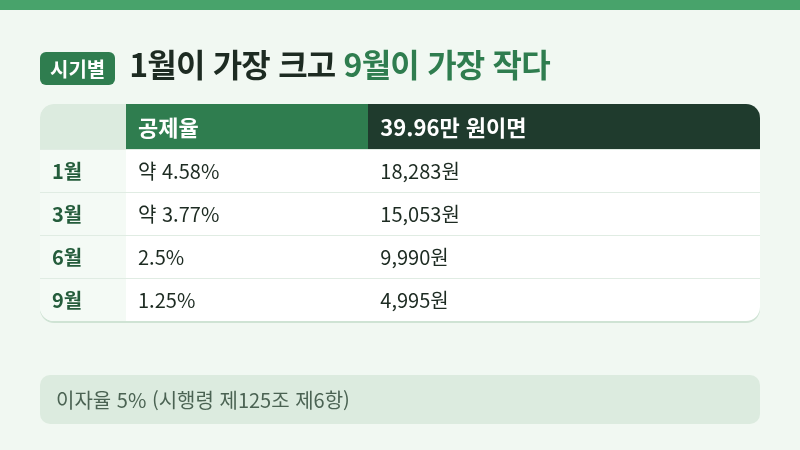 시기별 1월이 가장 크고 9월이 가장 작다
공제율 39.96만 원이면
1월 약 4.58% 18,283원
3월 약 3.77% 15,053원
6월 2.5% 9,990원
9월 1.25% 4,995원
이자율 5% (시행령 제125조 제6항)